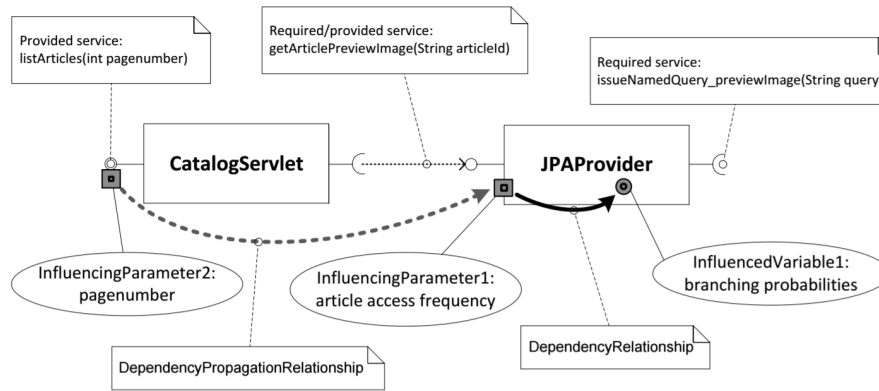 Provided service:
listArticles(int pagenumber)
Required/provided service:
getArticlePreviewImage(String articleId)
Required service:
issueNamedQuery_previewImage(String query
CatalogServlet
JPAProvider
InfluencingParameter2:
pagenumber
InfluencingParameter1:
article access frequency
InfluencedVariable1:
branching probabilities
DependencyPropagationRelationship
DependencyRelationship